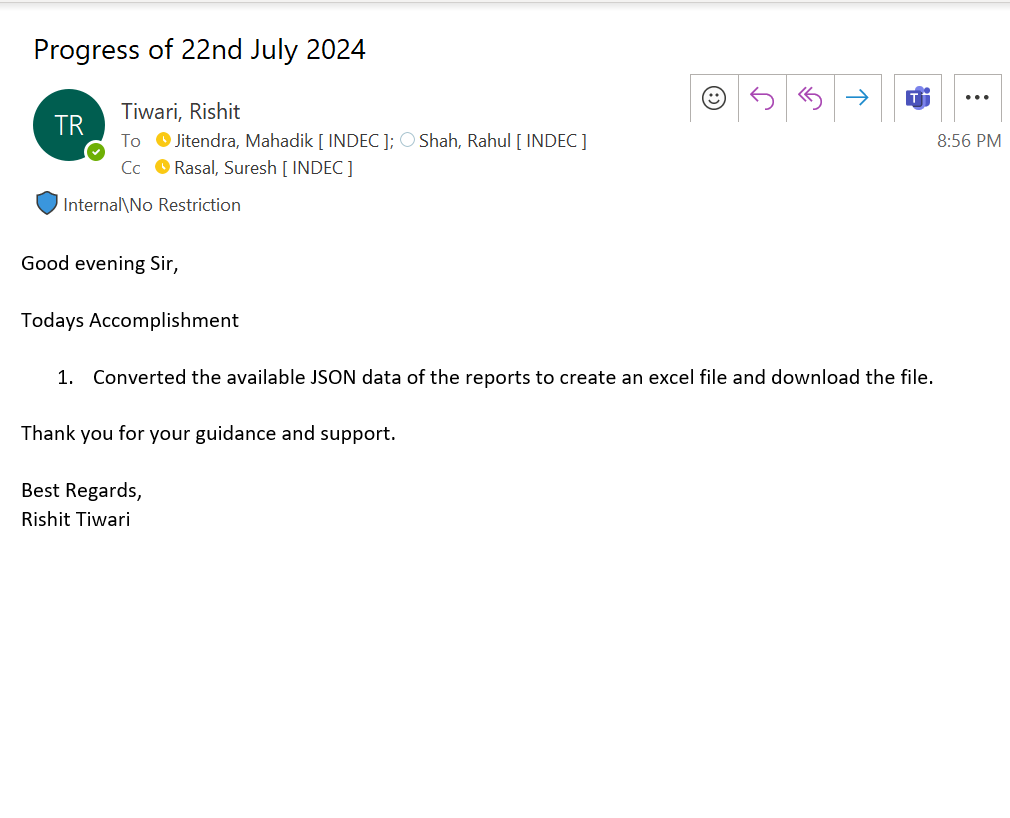 Progress of 22nd July 2024
TR
Tiwari, Rishit
To Jitendra, Mahadik [ INDEC ]; Shah, Rahul [ INDEC ]
8:56 PM
Cc Rasal, Suresh [ INDEC ]
Internal\No Restriction
Good evening Sir,
Todays Accomplishment
1. Converted the available JSON data of the reports to create an excel file and download the file.
Thank you for your guidance and support.
Best Regards,
Rishit Tiwari